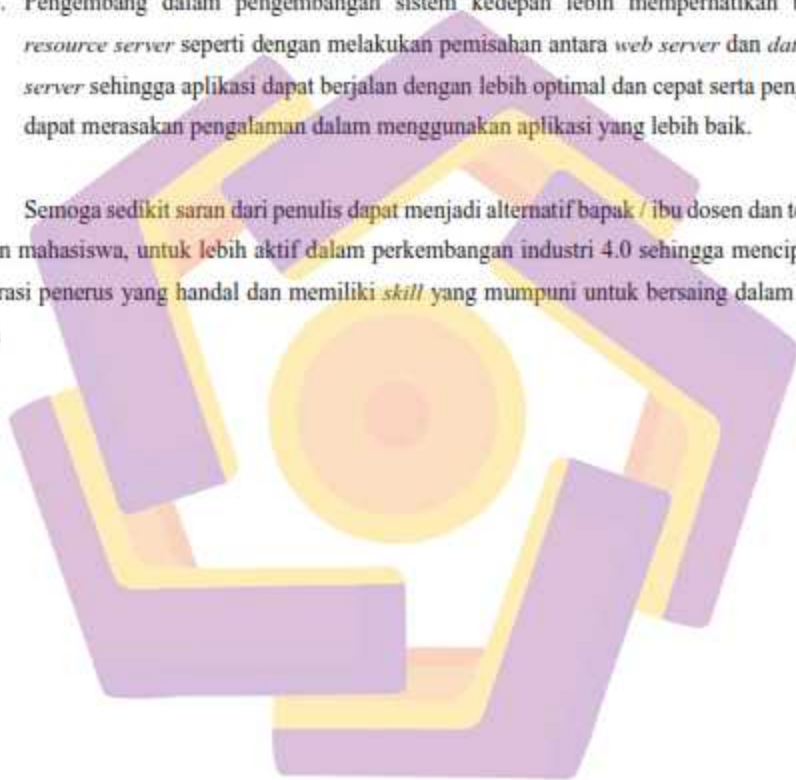 . Pengembang dalam pengembangan sistem kedepan lebih memperhatikan
resource server seperti dengan melakukan pemisahan antara web server dan dat
server sehingga aplikasi dapat berjalan dengan lebih optimal dan cepat serta peng
dapat merasakan pengalaman dalam menggunakan aplikasi yang lebih baik.
Semoga sedikit saran dari penulis dapat menjadi alternatif bapak / ibu dosen dan t
n mahasiswa, untuk lebih aktif dalam perkembangan industri 4.0 sehingga mencip
rasi penerus yang handal dan memiliki skill yang mumpuni untuk bersaing dalam